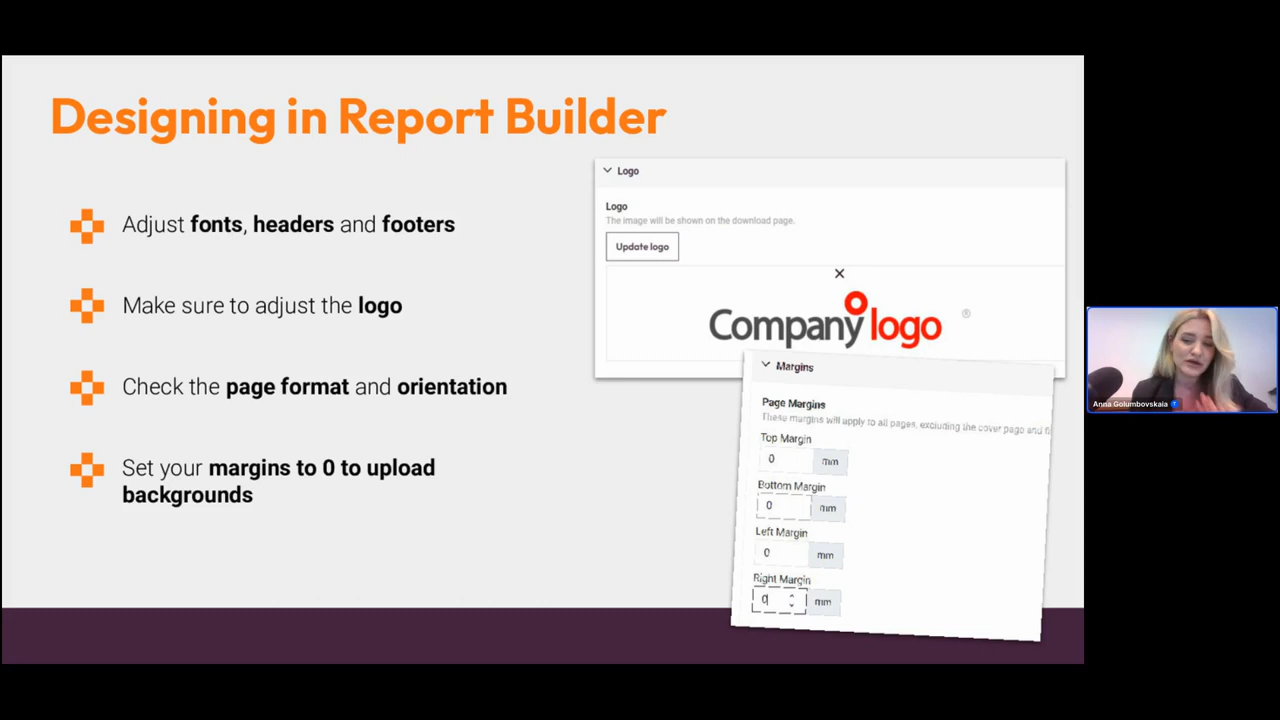 Designing in Report Builder
Adjust fonts, headers and footers
Make sure to adjust the logo
Check the page format and orientation
Set your margins to 0 to upload
backgrounds
Logo
Logo
The image will be shown on the download page.
Update logo
Company logo
®
Margins
Page Margins
These margins will apply to all pages, excluding the cover page and
Top Margin
0 mm
Bottom Margin
0 mm
Left Margin
0 mm
Right Margin
0 mm
Anna Golumbovskaia